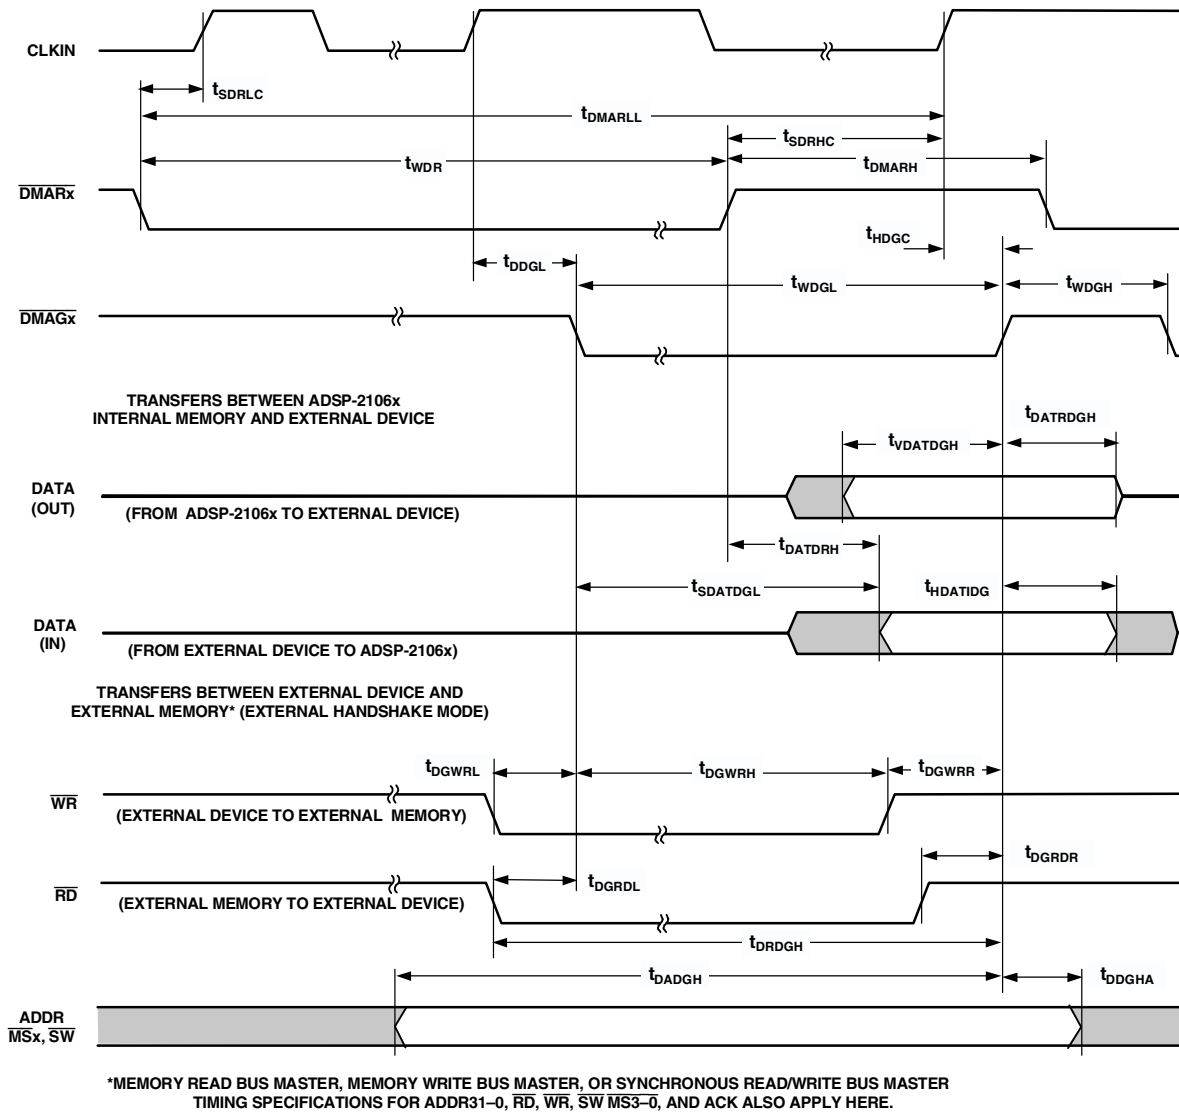 CLKIN
tSDRLC
tDMARLL
tSDRHC
tWDR
tDMARH
DMARx
tHDGC
tDDGL
tWDGL
tWDGH
DMAGx
TRANSFERS BETWEEN ADSP-2106x
INTERNAL MEMORY AND EXTERNAL DEVICE
tDATRDGH
tVDATDGH
DATA
(OUT)
(FROM ADSP-2106x TO EXTERNAL DEVICE)
tDATDRH
tSDATDGL
tHDATIDG
DATA
(IN)
(FROM EXTERNAL DEVICE TO ADSP-2106x)
TRANSFERS BETWEEN EXTERNAL DEVICE AND
EXTERNAL MEMORY* (EXTERNAL HANDSHAKE MODE)
tDGWRL
tDGWRH
tDGWRR
WR
(EXTERNAL DEVICE TO EXTERNAL MEMORY)
tDGRDR
tDGRDL
RD
(EXTERNAL MEMORY TO EXTERNAL DEVICE)
tDRDGH
tDADGH
tDDGHA
ADDR
MSx, SW
*MEMORY READ BUS MASTER, MEMORY WRITE BUS MASTER, OR SYNCHRONOUS READ/WRITE BUS MASTER
TIMING SPECIFICATIONS FOR ADDR31–0, RD, WR, SW MS3–0, AND ACK ALSO APPLY HERE.